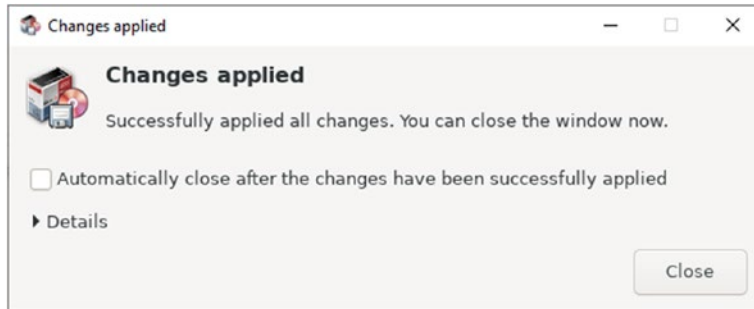 Changes applied
Changes applied
Successfully applied all changes. You can close the window now.
Automatically close after the changes have been successfully applied
Details
Close